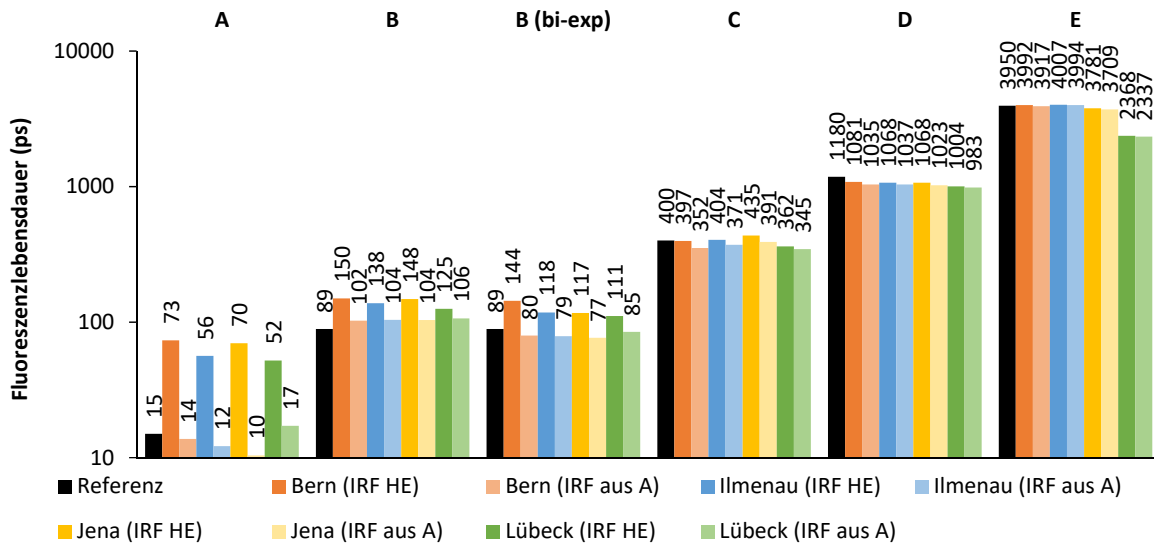 A B B (bi-exp) C D E
Fluoreszenzlebensdauer (ps)
10000
1000
100
10
15 73 14 56 12 70 10 52 17
89 150 102 138 104 148 104 125 106
89 144 80 118 79 117 77 111 85
400 397 352 404 371 435 391 362 345
1180 1081 1035 1068 1037 1068 1023 1004 983
3950 3992 3917 4007 3994 3781 3709 2368 2337
Referenz Bern (IRF HE) Bern (IRF aus A) Ilmenau (IRF HE) Ilmenau (IRF aus A)
Jena (IRF HE) Jena (IRF aus A) Lübeck (IRF HE) Lübeck (IRF aus A)